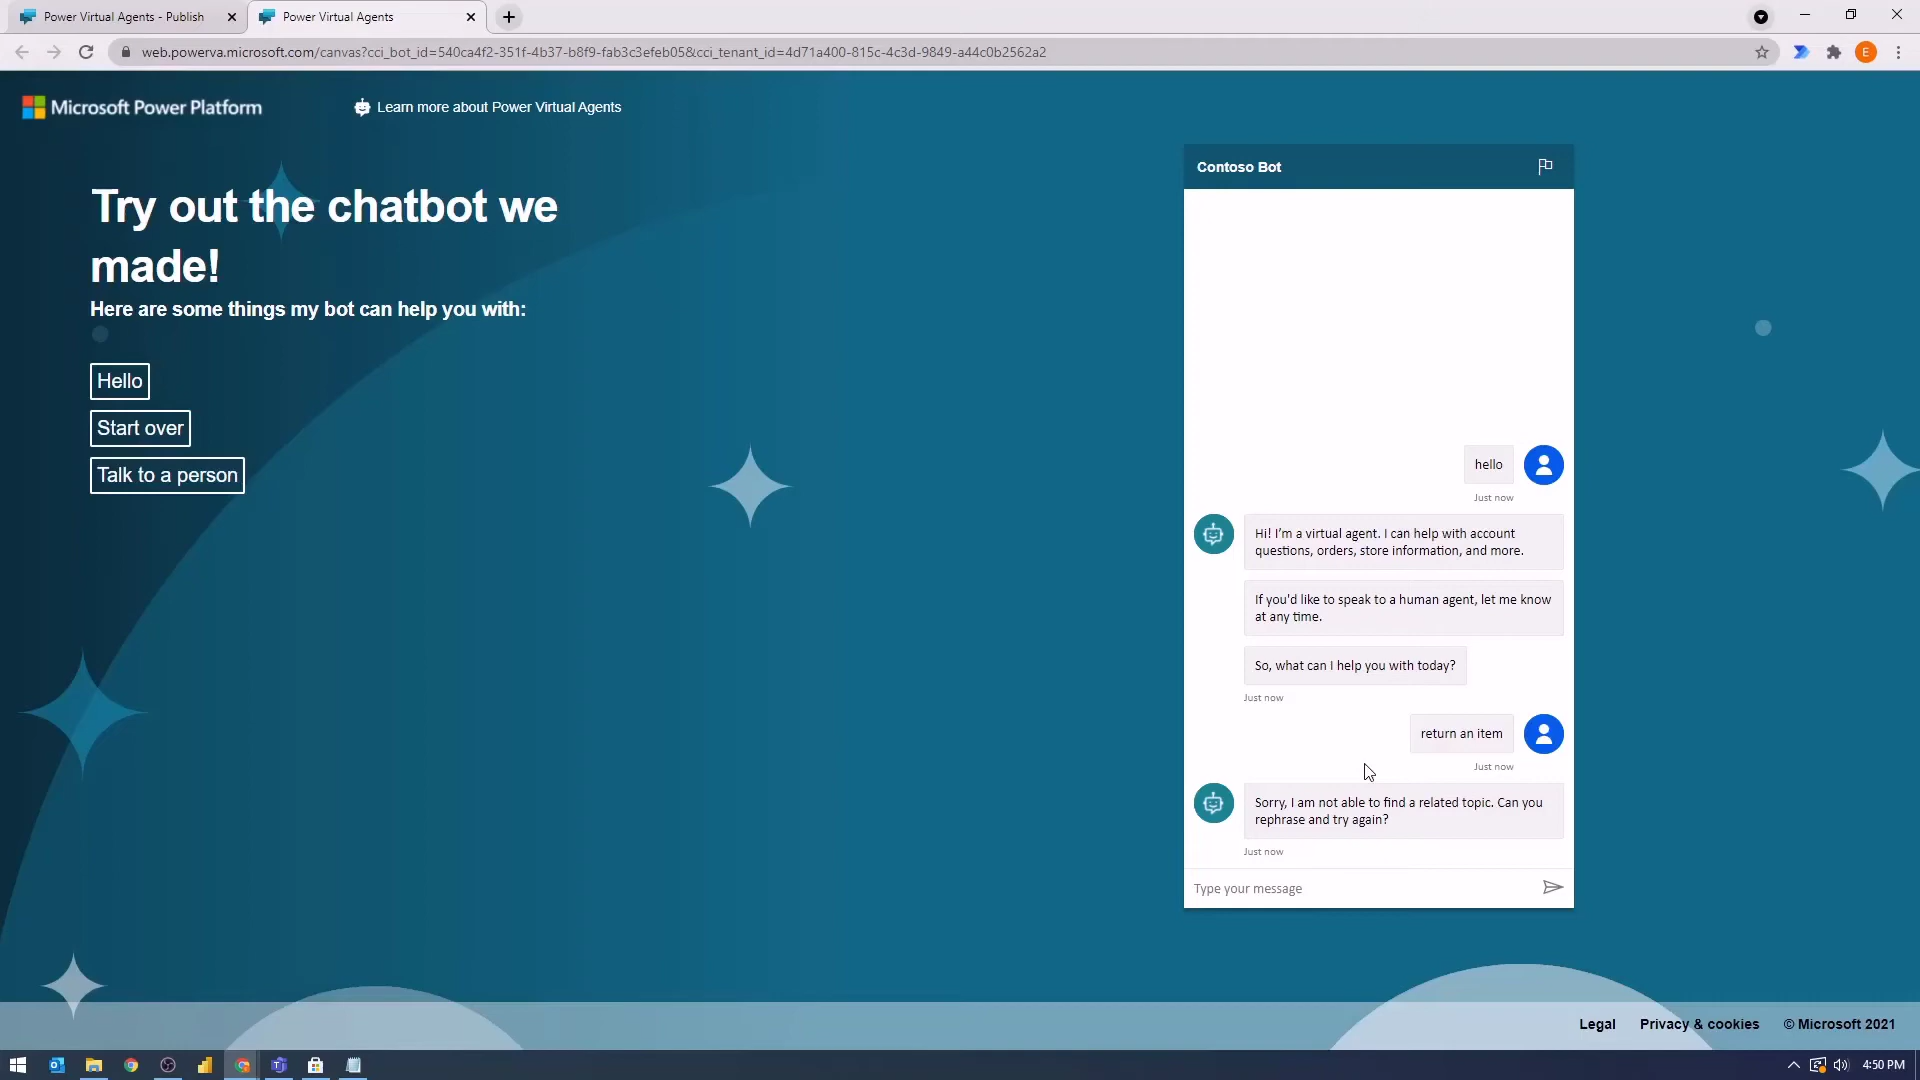 Power Virtual Agents - Publish
Power Virtual Agents
web.powerva.microsoft.com/canvas?cci_bot_id=540ca4f2-351f-4b37-b8f9-fab3c3efeb05&cci_tenant_id=4d71a400-815c-4c3d-9849-a44c0b2562a2
E
Microsoft Power Platform
Learn more about Power Virtual Agents
Try out the chatbot we
made!
Here are some things my bot can help you with:
Hello
Start over
Talk to a person
Contoso Bot
hello
Just now
Hi! I'm a virtual agent. I can help with account
questions, orders, store information, and more.
If you'd like to speak to a human agent, let me know
at any time.
So, what can I help you with today?
Just now
return an item
Just now
Sorry, I am not able to find a related topic. Can you
rephrase and try again?
Just now
Type your message
Legal
Privacy & cookies
© Microsoft 2021
4:50 PM